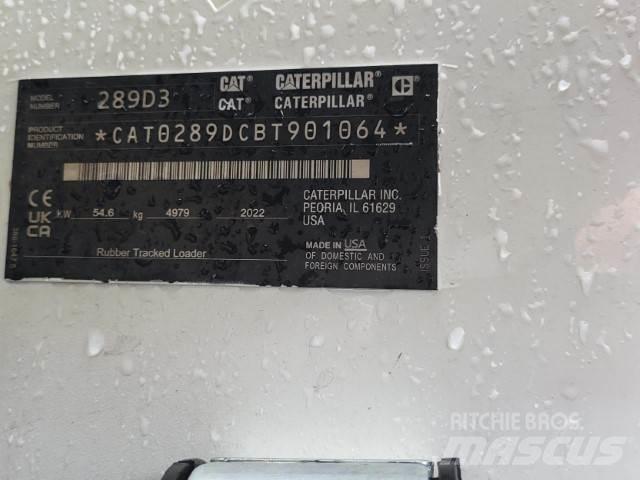 MODEL NUMBER 289D3 CAT CATERPILLAR
CAT CATERPILLAR
PRODUCT IDENTIFICATION NUMBER *CAT0289DCBT901064*
CE
UK CA
kW 54.6 kg 4979 2022
CATERPILLAR INC.
PEORIA, IL 61629
USA
Rubber Tracked Loader
MADE IN USA
OF DOMESTIC AND
FOREIGN COMPONENTS
RITCHIE BROS.
MASCUS